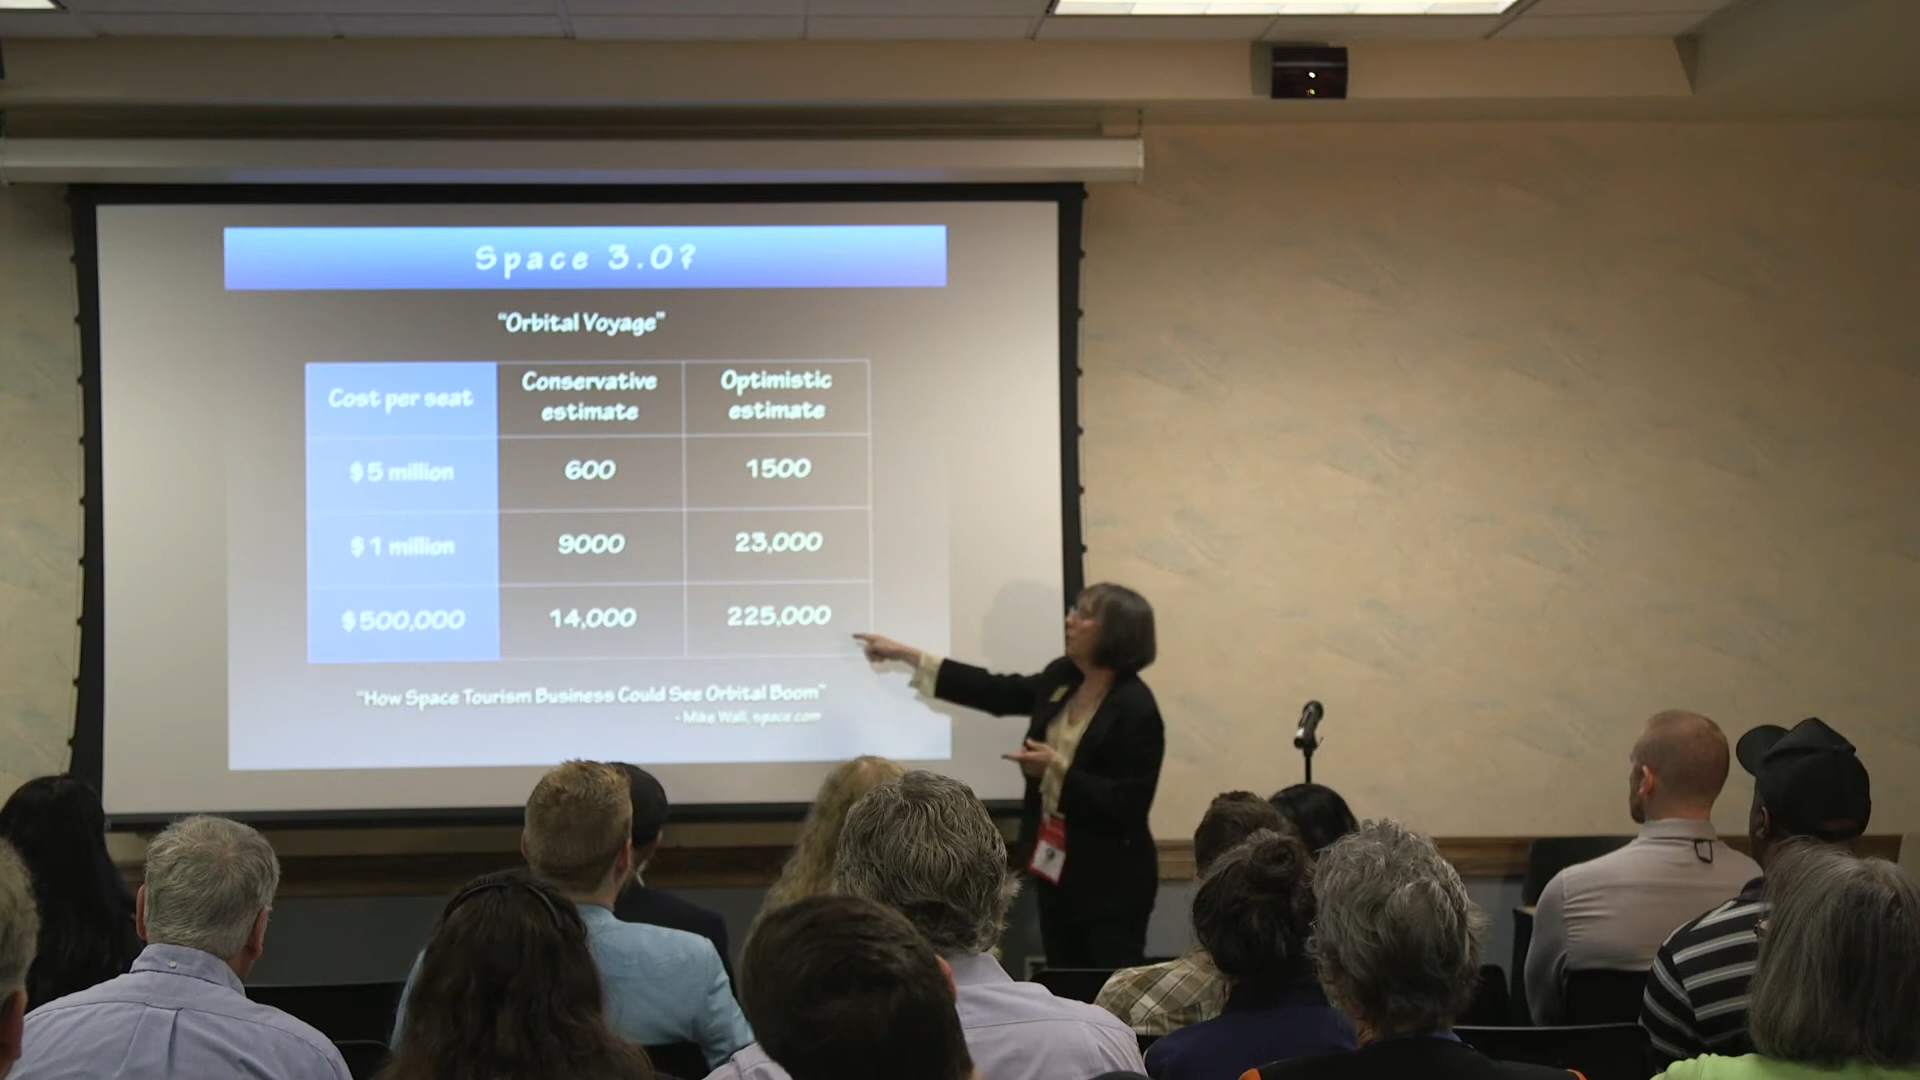 Space 3.0?
"Orbital Voyage"
Cost per seat
Conservative
estimate
Optimistic
estimate
$5 million
600
1500
$1 million
9000
23,000
$500,000
14,000
225,000
"How Space Tourism Business Could See Orbital Boom"
- Mike Wall, space.com